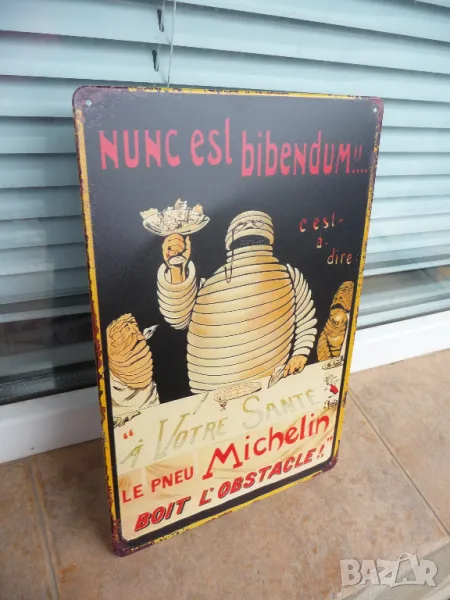 NUNC est bibendum!!....
c'est-
à-
dire:
"À VOTRE SANTÉ
LE PNEU Michelin
BOIT L'OBSTACLE!"
BAZAR